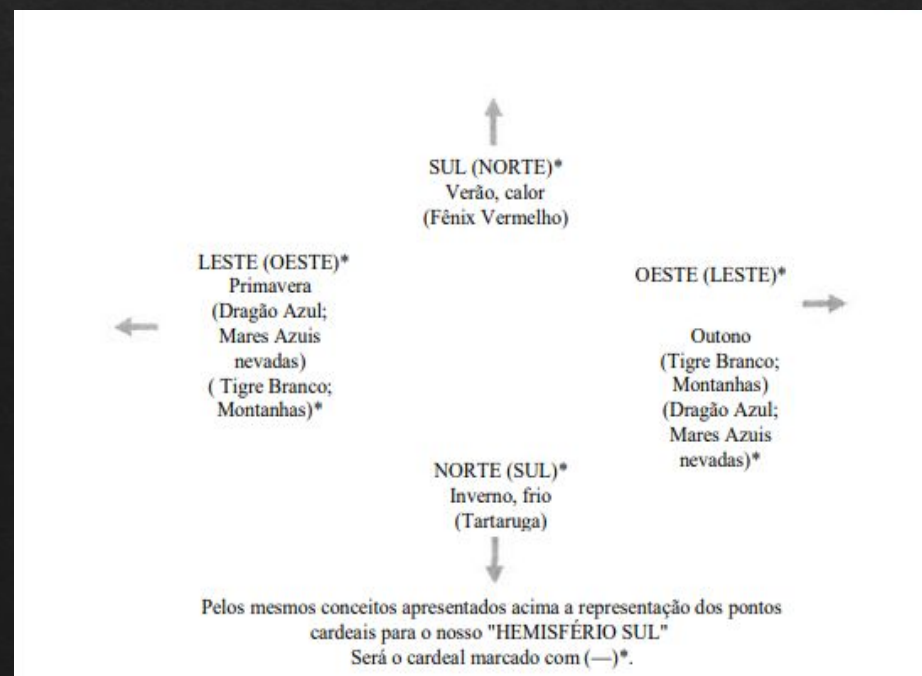 SUL (NORTE)*
Verão, calor
(Fênix Vermelho)
LESTE (OESTE)*
Primavera
(Dragão Azul;
Mares Azuis
nevadas)
( Tigre Branco;
Montanhas)*
OESTE (LESTE)*
Outono
(Tigre Branco;
Montanhas)
(Dragão Azul;
Mares Azuis
nevadas)*
NORTE (SUL)*
Inverno, frio
(Tartaruga)
Pelos mesmos conceitos apresentados acima a representação dos pontos
cardeais para o nosso "HEMISFÉRIO SUL"
Será o cardeal marcado com (—)*.